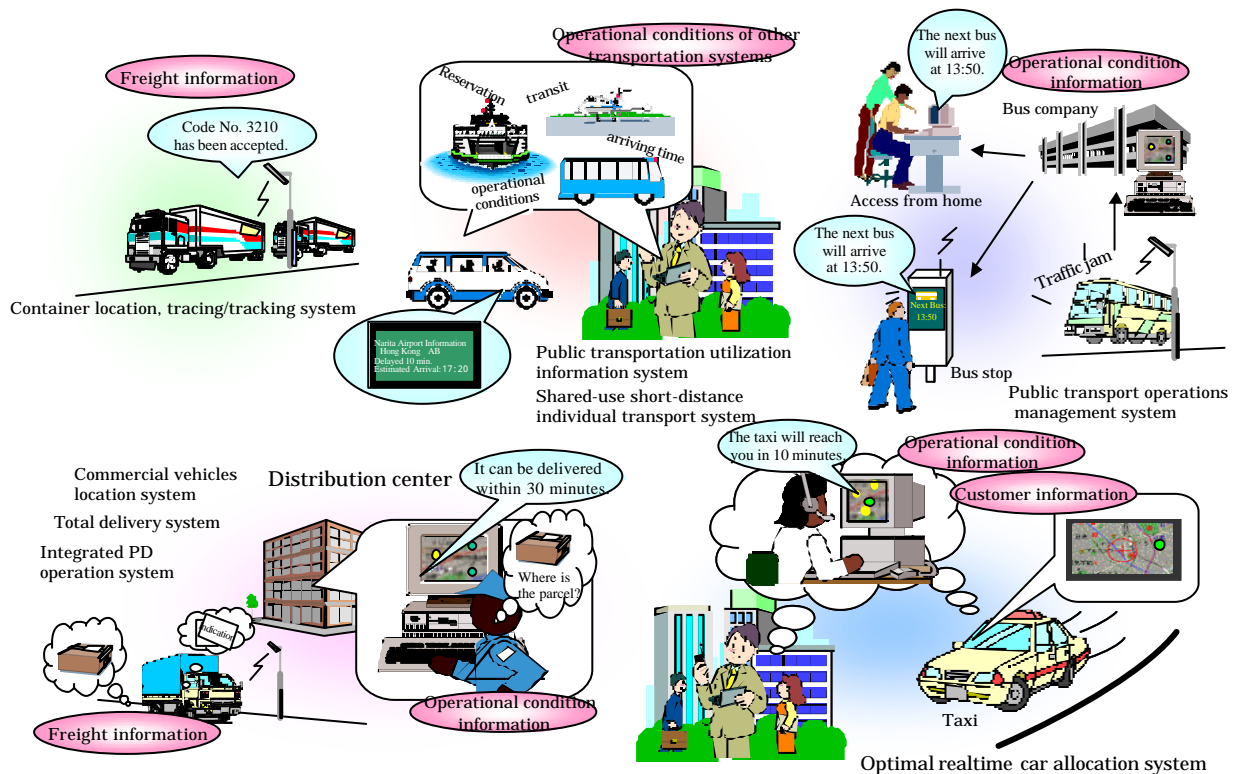 Freight information
Code No. 3210
has been accepted.
Container location, tracing/tracking system
Operational conditions of other
transportation systems
Reservation
transit
arriving time
operational
conditions
Narita Airport Information
Hong Kong AB
Delayed 10 min.
Estimated Arrival: 17:20
Public transportation utilization
information system
Shared-use short-distance
individual transport system
The next bus
will arrive
at 13:50.
Operational condition
information
Bus company
Access from home
The next bus
will arrive
at 13:50.
Next Bus:
13:50
Traffic jam
Bus stop
Public transport operations
management system
Commercial vehicles
location system
Total delivery system
Integrated PD
operation system
Distribution center
It can be delivered
within 30 minutes.
Where is
the parcel?
Indication
Freight information
Operational condition
information
The taxi will reach
you in 10 minutes.
Operational condition
information
Customer information
Taxi
Optimal realtime car allocation system